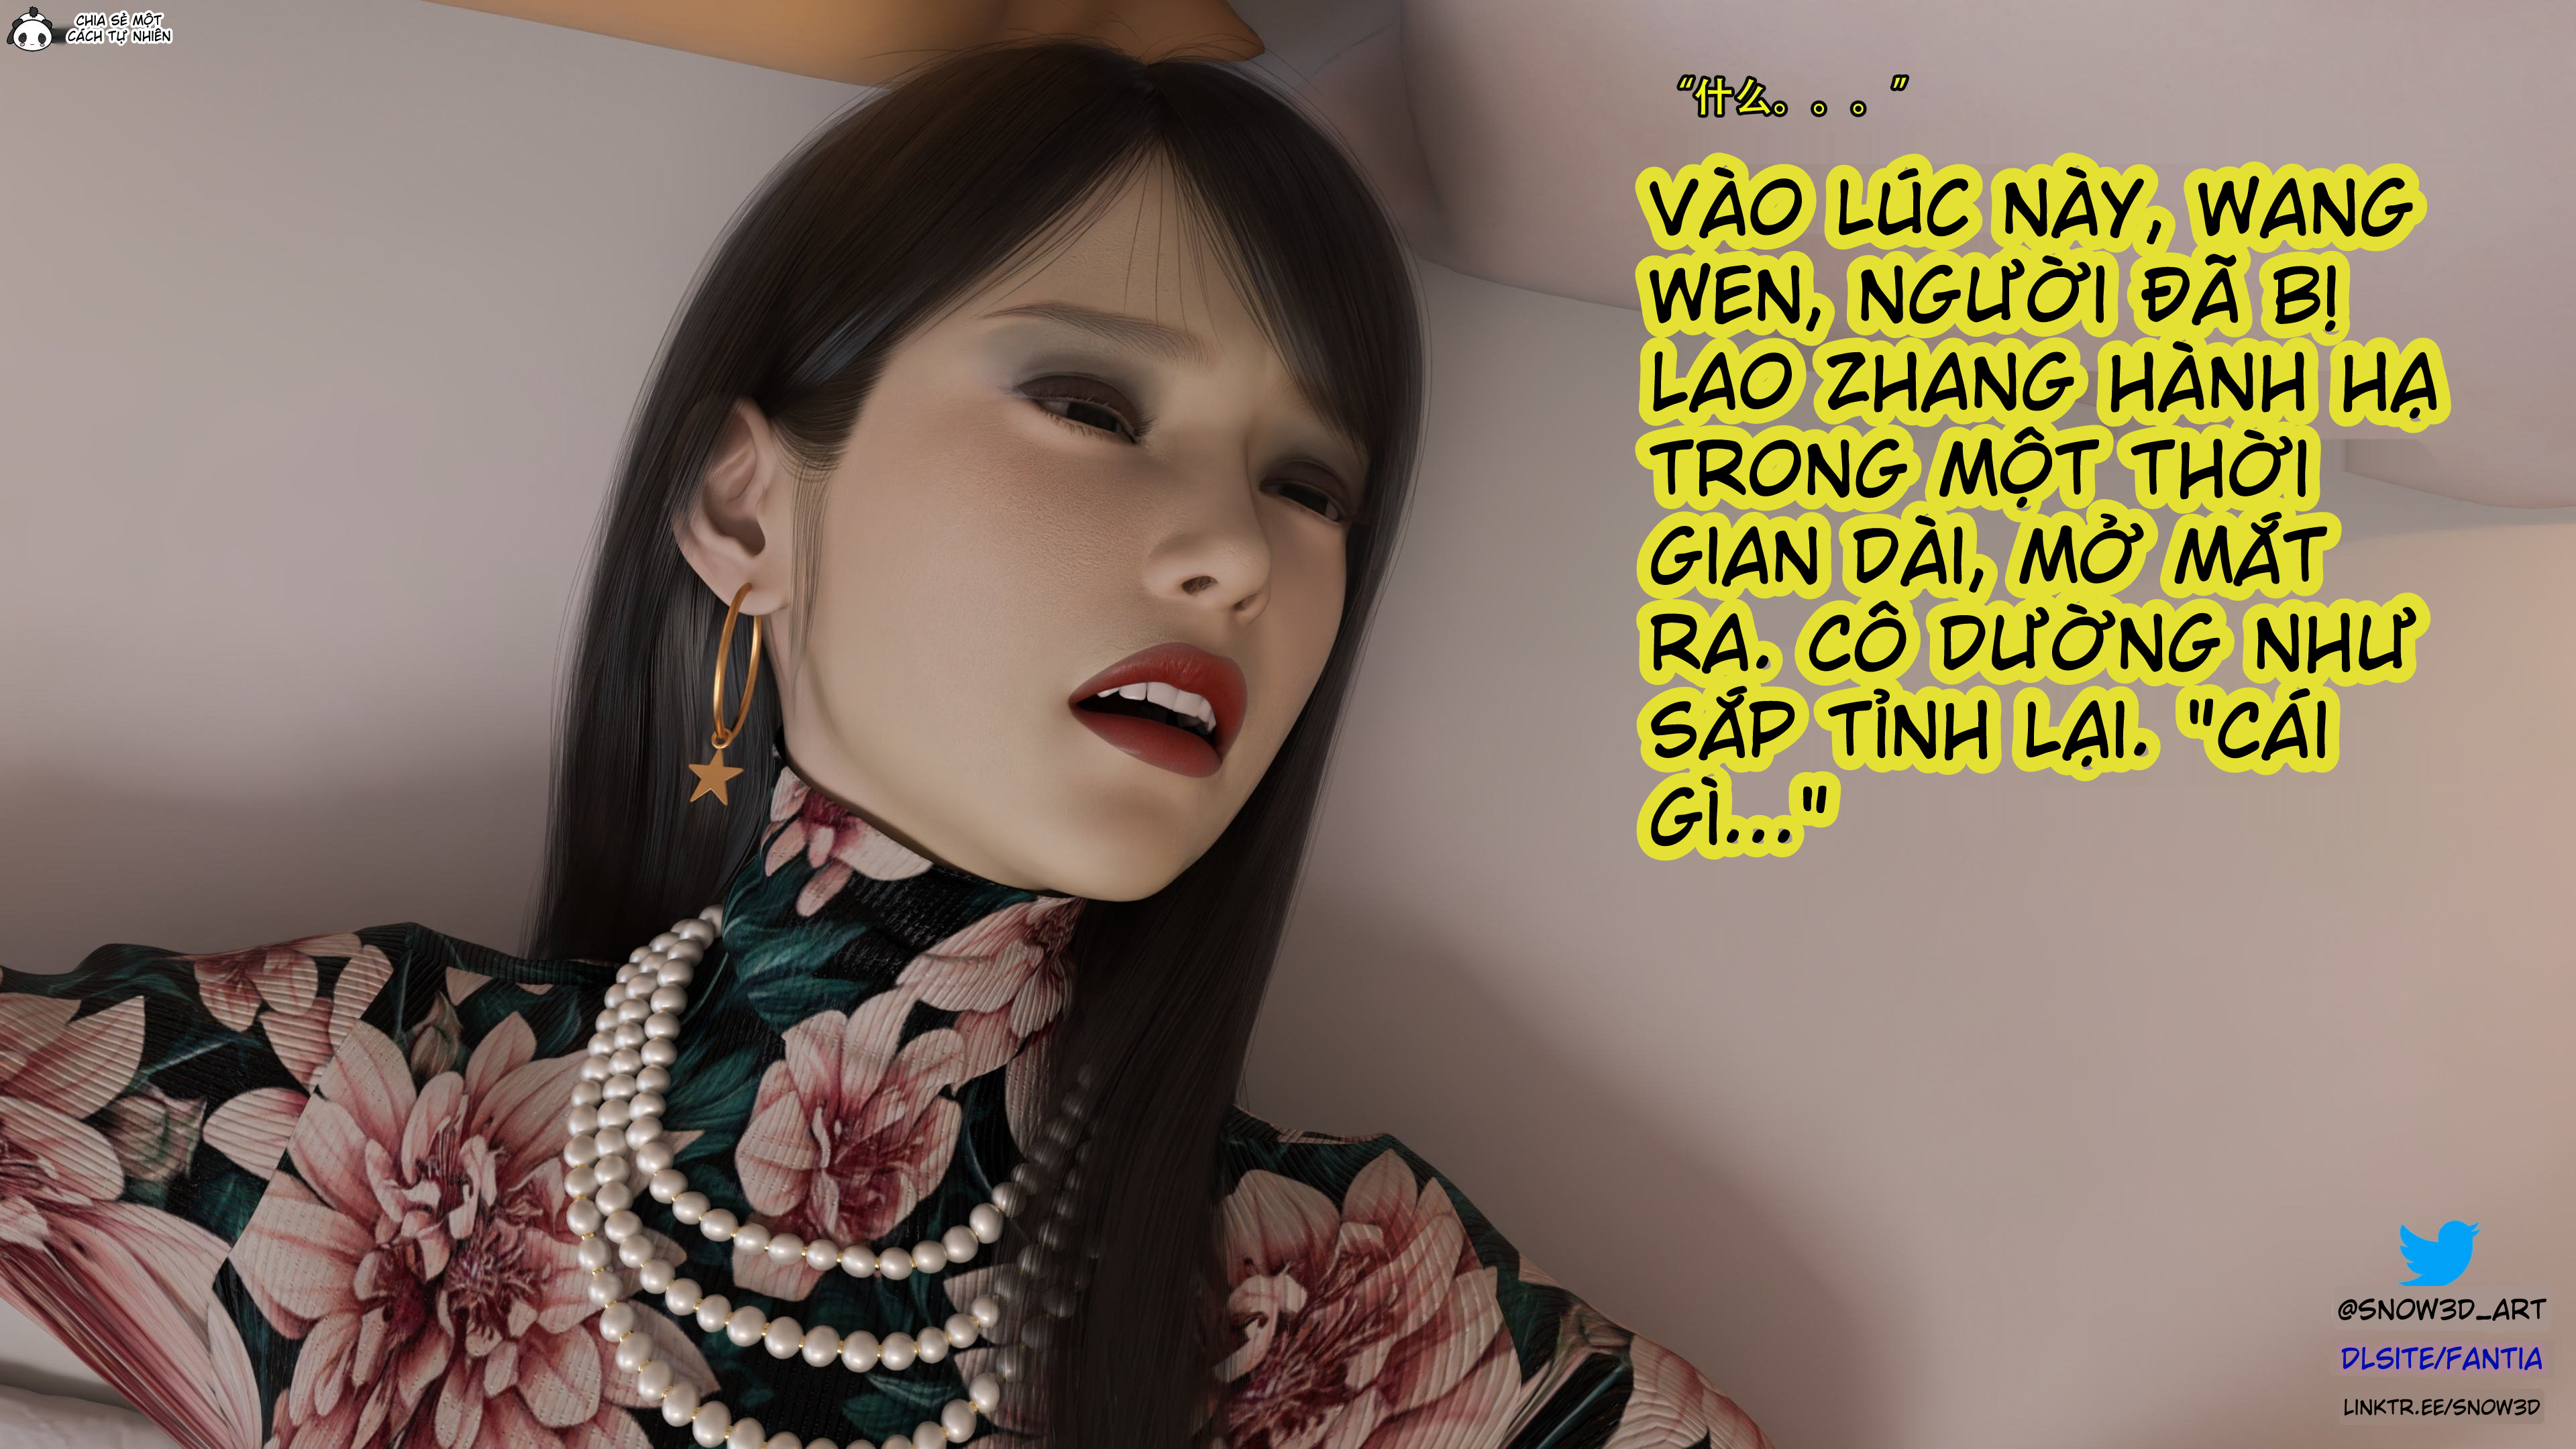 CHIA SẺ MỘT
CÁCH TỰ NHIÊN
“什么。。。”
VÀO LÚC NÀY, WANG
WEN, NGƯỜI ĐÃ BỊ
LAO ZHANG HÀNH HẠ
TRONG MỘT THỜI
GIAN DÀI, MỞ MẮT
RA. CÔ DƯỜNG NHƯ
SẮP TỈNH LẠI. "CÁI
GÌ..."
@SNOW3D_ART
DLSITE/FANTIA
LINKTR.EE/SNOW3D